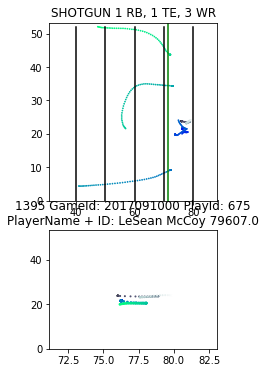 SHOTGUN 1 RB, 1 TE, 3 WR
50
40
30
20
10
0
40 60 80
1395 GameId: 2017091000 PlayId: 675
PlayerName + ID: LeSean McCoy 79607.0
40
20
0
72.5 75.0 77.5 80.0 82.5